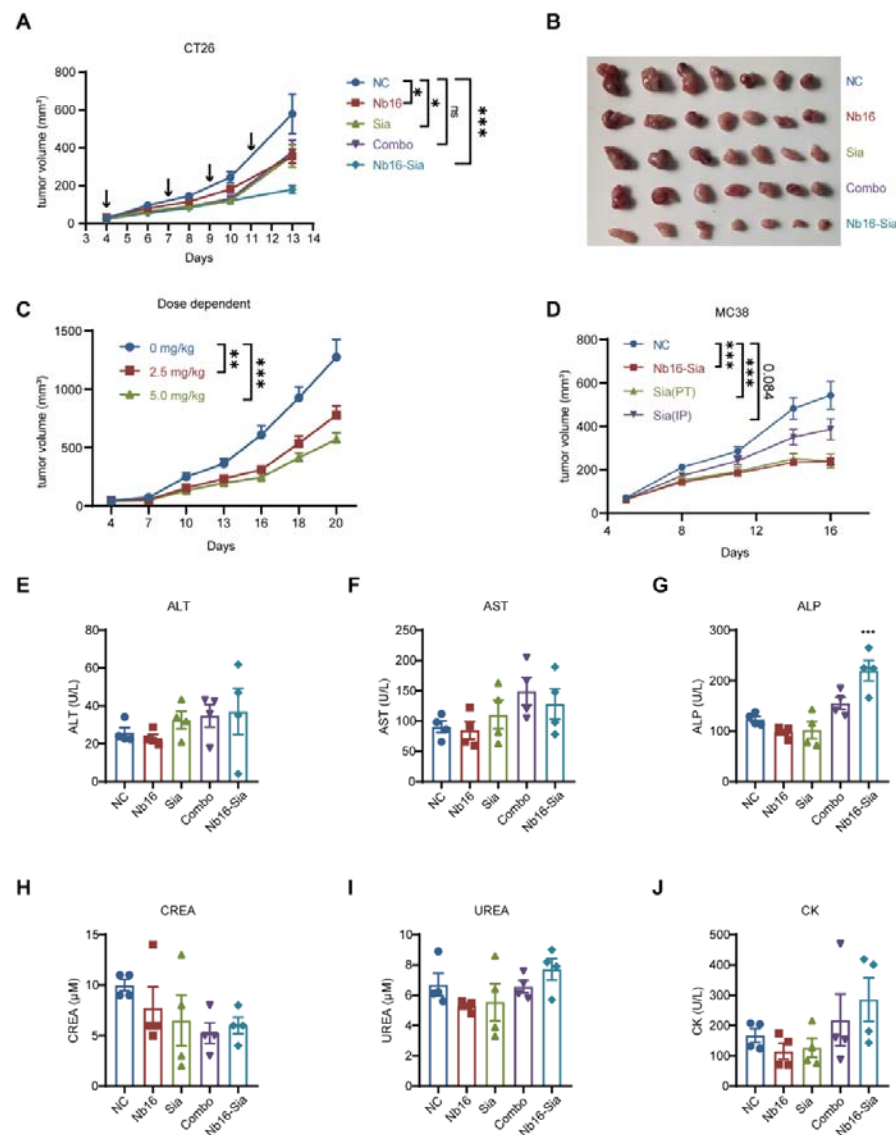 A
CT26
tumor volume (mm³)
800
600
400
200
0
3 4 5 6 7 8 9 10 11 12 13 14
Days
NC
Nb16
Sia
Combo
Nb16-Sia
*
*
ns
***
B
NC
Nb16
Sia
Combo
Nb16-Sia
C
Dose dependent
tumor volume (mm³)
1500
1000
500
0
4 7 10 13 16 18 20
Days
0 mg/kg
2.5 mg/kg
5.0 mg/kg
**
***
D
MC38
tumor volume (mm³)
800
600
400
200
0
4 8 12 16
Days
NC
Nb16-Sia
Sia(PT)
Sia(IP)
***
***
0.084
E
ALT
ALT (U/L)
80
60
40
20
0
NC Nb16 Sia Combo Nb16-Sia
F
AST
AST (U/L)
250
200
150
100
50
0
NC Nb16 Sia Combo Nb16-Sia
G
ALP
ALP (U/L)
300
200
100
0
***
NC Nb16 Sia Combo Nb16-Sia
H
CREA
CREA (µM)
15
10
5
0
NC Nb16 Sia Combo Nb16-Sia
I
UREA
UREA (µM)
10
8
6
4
2
0
NC Nb16 Sia Combo Nb16-Sia
J
CK
CK (U/L)
500
400
300
200
100
0
NC Nb16 Sia Combo Nb16-Sia